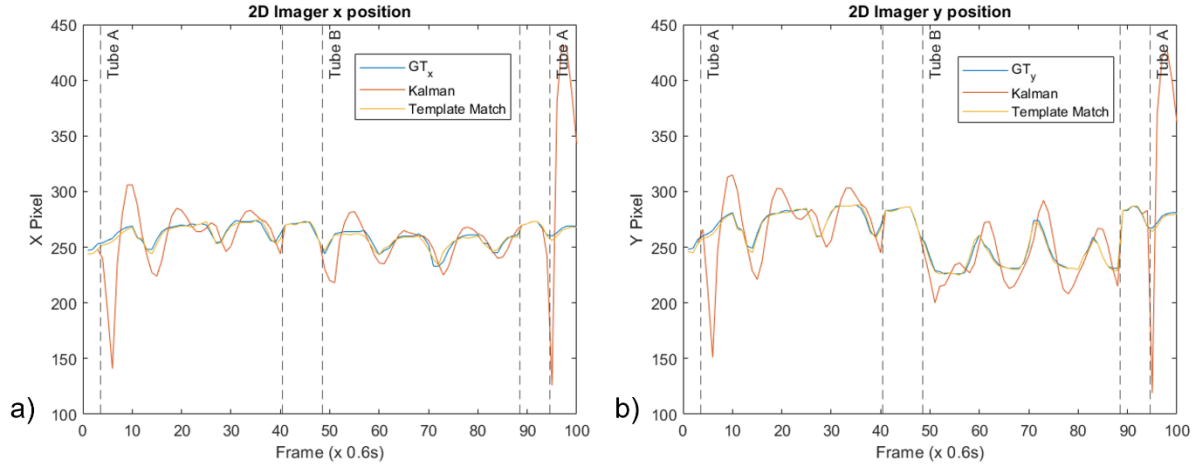 2D Imager x position
450
400
350
300
250
200
150
100
X Pixel
Tube A
Tube B
Tube A
GTx
Kalman
Template Match
0 10 20 30 40 50 60 70 80 90 100
Frame (x 0.6s)
a)
2D Imager y position
450
400
350
300
250
200
150
100
Y Pixel
Tube A
Tube B
Tube A
GTy
Kalman
Template Match
0 10 20 30 40 50 60 70 80 90 100
Frame (x 0.6s)
b)